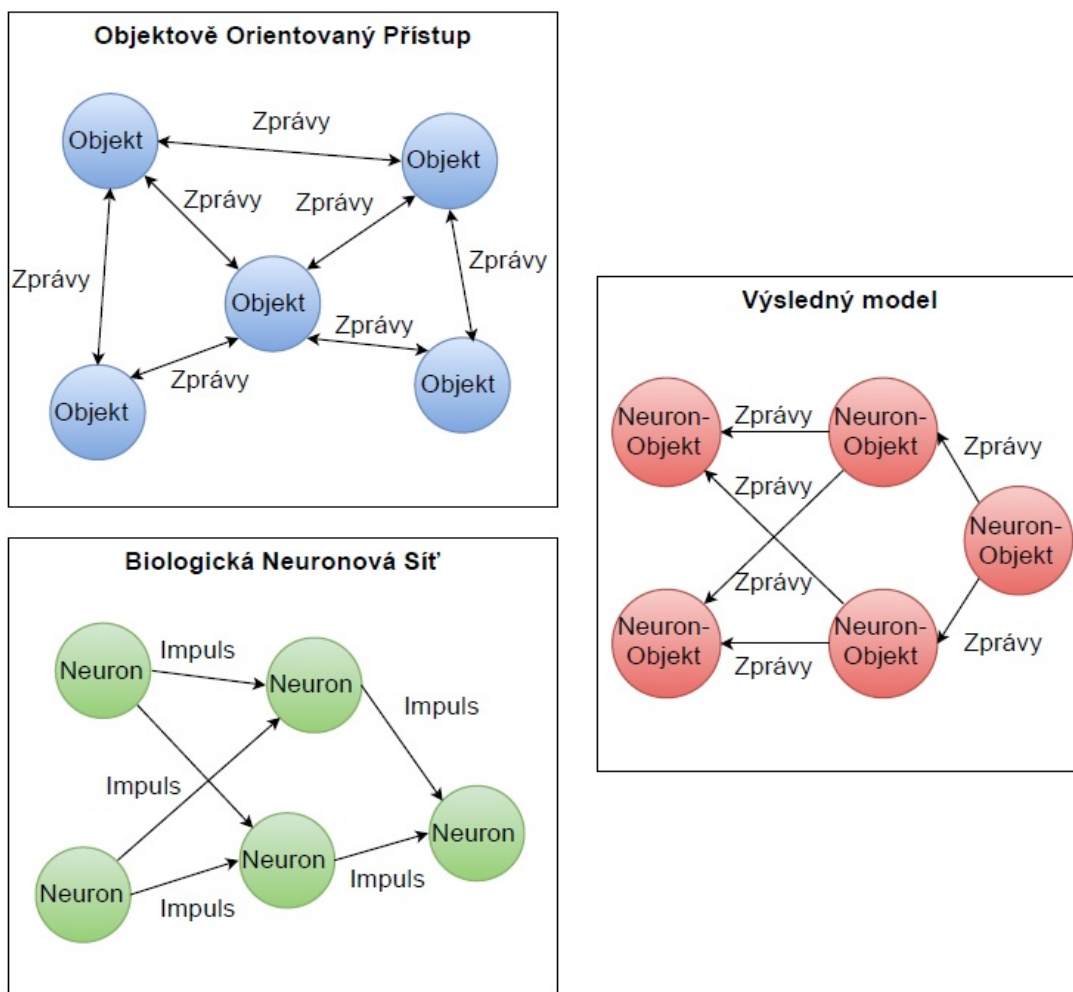 Objektově Orientovaný Přístup
Zprávy
Objekt
Objekt
Zprávy
Zprávy
Zprávy
Zprávy
Objekt
Zprávy
Zprávy
Objekt
Objekt
Biologická Neuronová Síť
Impuls
Neuron
Neuron
Impuls
Impuls
Neuron
Neuron
Neuron
Impuls
Impuls
Výsledný model
Neuron-
Objekt
Zprávy
Neuron-
Objekt
Zprávy
Zprávy
Neuron-
Objekt
Zprávy
Neuron-
Objekt
Neuron-
Objekt
Zprávy
Zprávy